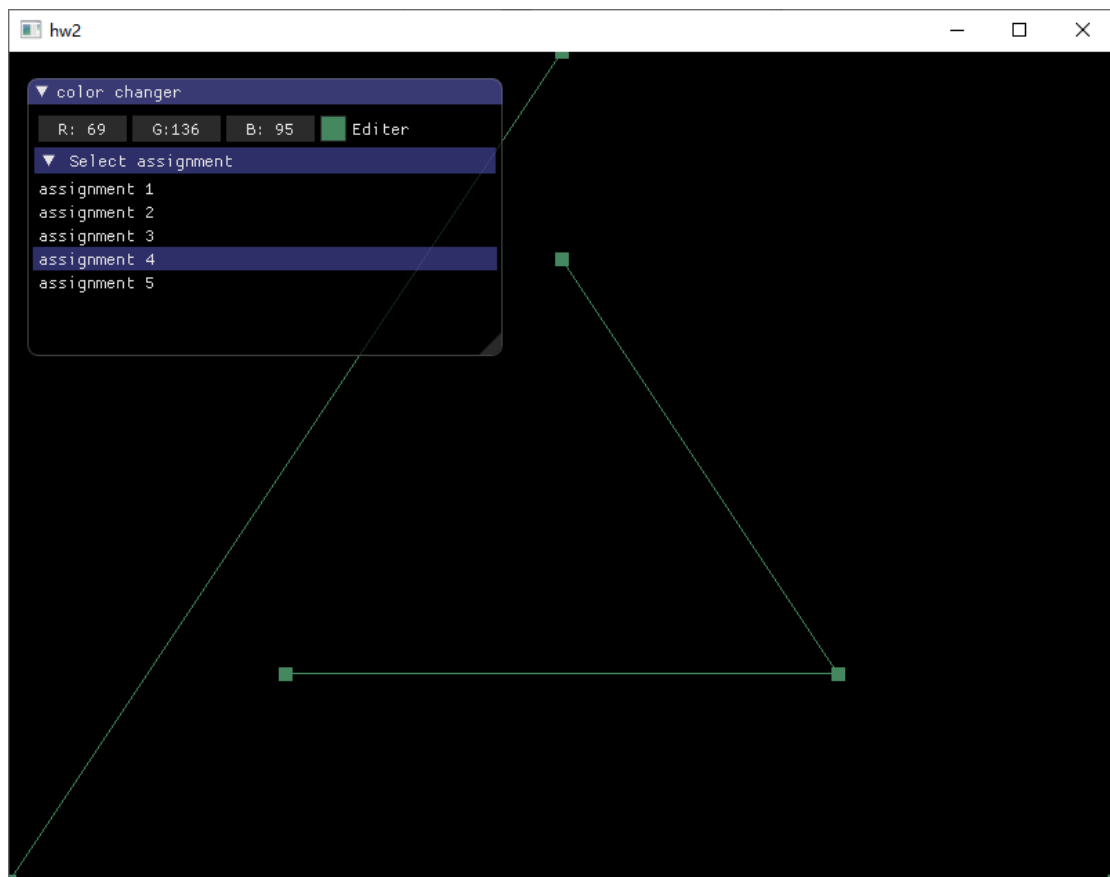 hw2
color changer
R: 69 G:136 B: 95 Editer
Select assignment
assignment 1
assignment 2
assignment 3
assignment 4
assignment 5